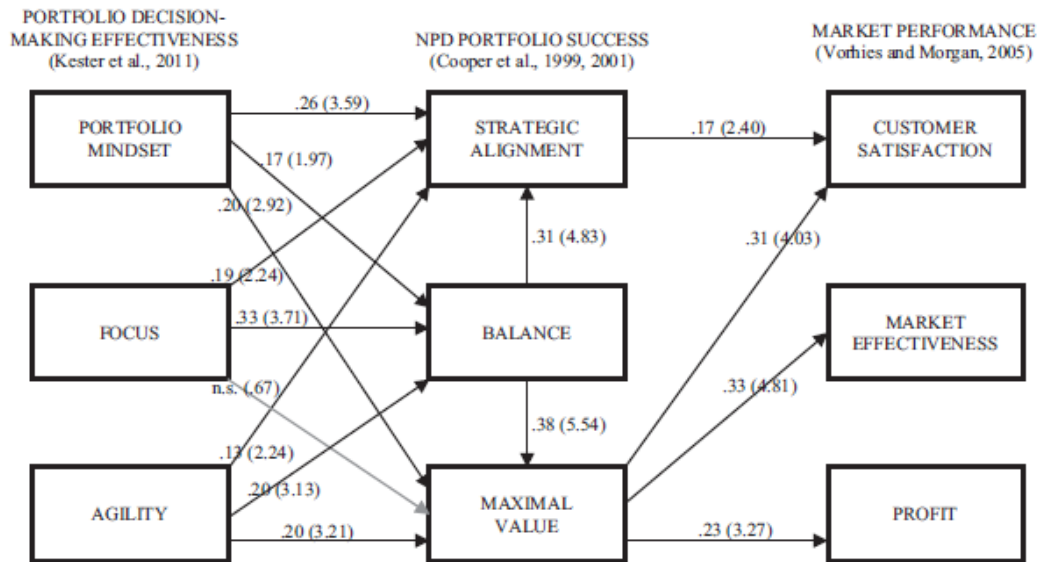 PORTFOLIO DECISION-
MAKING EFFECTIVENESS
(Kester et al., 2011)
NPD PORTFOLIO SUCCESS
(Cooper et al., 1999, 2001)
MARKET PERFORMANCE
(Vorhies and Morgan, 2005)
PORTFOLIO
MINDSET
.26 (3.59)
STRATEGIC
ALIGNMENT
.17 (2.40)
CUSTOMER
SATISFACTION
.17 (1.97)
.20 (2.92)
.31 (4.83)
.31 (4.03)
.19 (2.24)
FOCUS
.33 (3.71)
BALANCE
MARKET
EFFECTIVENESS
n.s. (.67)
.33 (4.81)
.38 (5.54)
.13 (2.24)
.20 (3.13)
AGILITY
.20 (3.21)
MAXIMAL
VALUE
.23 (3.27)
PROFIT